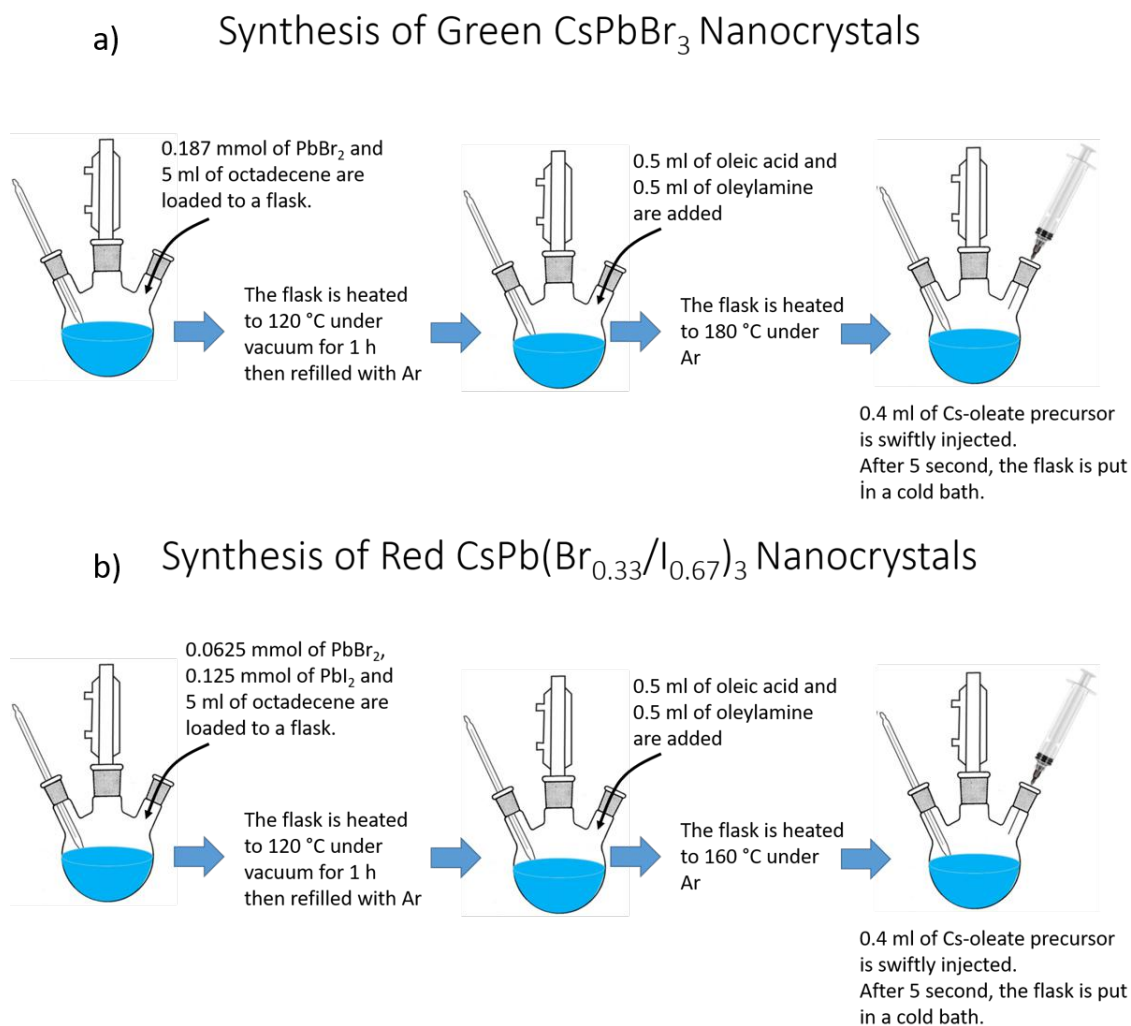 a) Synthesis of Green CsPbBr₃ Nanocrystals
0.187 mmol of PbBr₂ and
5 ml of octadecene are
loaded to a flask.
The flask is heated
to 120 °C under
vacuum for 1 h
then refilled with Ar
0.5 ml of oleic acid and
0.5 ml of oleylamine
are added
The flask is heated
to 180 °C under
Ar
0.4 ml of Cs-oleate precursor
is swiftly injected.
After 5 second, the flask is put
İn a cold bath.
b) Synthesis of Red CsPb(Br₀.₃₃/I₀.₆₇)₃ Nanocrystals
0.0625 mmol of PbBr₂,
0.125 mmol of PbI₂ and
5 ml of octadecene are
loaded to a flask.
The flask is heated
to 120 °C under
vacuum for 1 h
then refilled with Ar
0.5 ml of oleic acid and
0.5 ml of oleylamine
are added
The flask is heated
to 160 °C under
Ar
0.4 ml of Cs-oleate precursor
is swiftly injected.
After 5 second, the flask is put
in a cold bath.